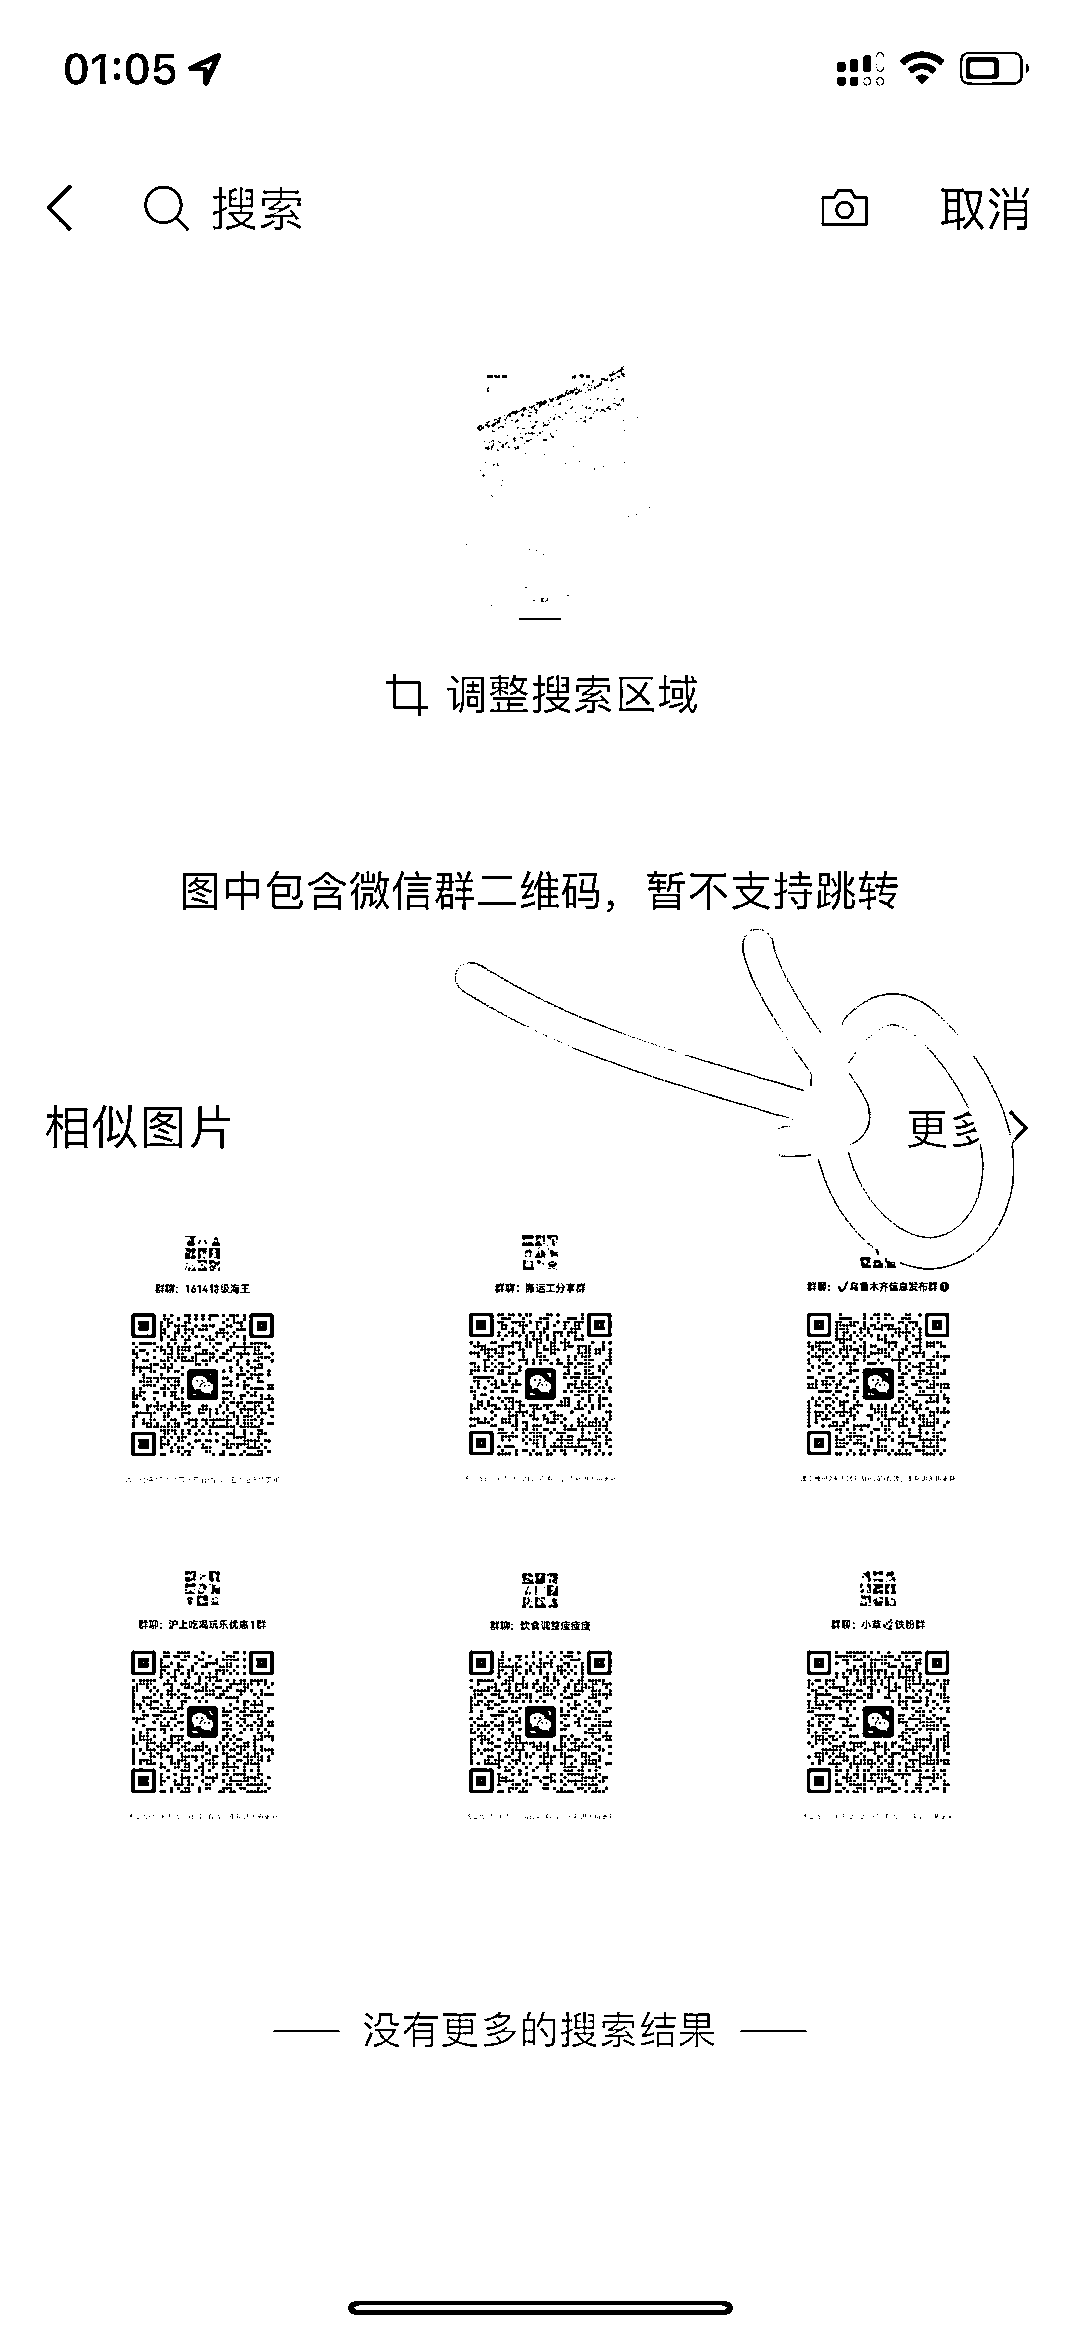 01:05
搜索
取消
调整搜索区域
图中包含微信群二维码，暂不支持跳转
相似图片
更多
群聊：1614特级海王
群聊：搬运工分享群
群聊：✓乌鲁木齐信息发布群❶
群聊：沪上吃喝玩乐优惠1群
群聊：饮食调整痘痘痘
群聊：小草🌿铁粉群
没有更多的搜索结果